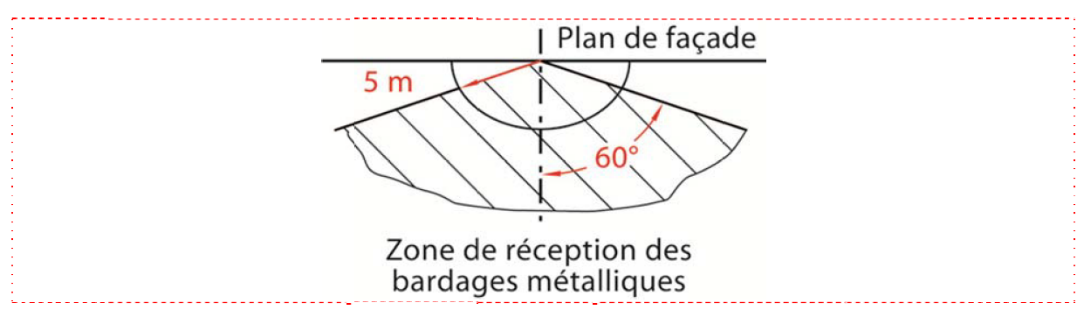 Plan de façade
5 m
60°
Zone de réception des
bardages métalliques